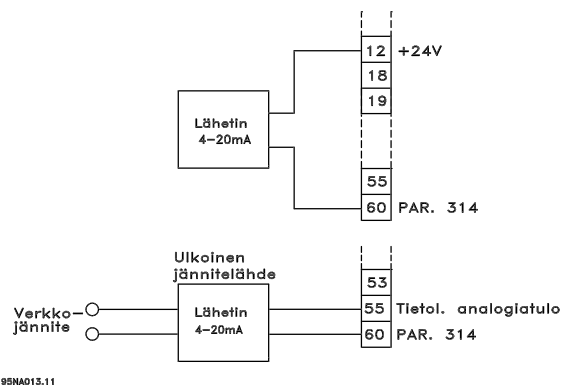 12 +24V
18
19
Lähetin
4-20mA
55
60 PAR. 314
Ulkoinen
jännitelähde
53
Verkko-
jännite
Lähetin
4-20mA
55 Tietol. analogiatulo
60 PAR. 314
95NA013.11